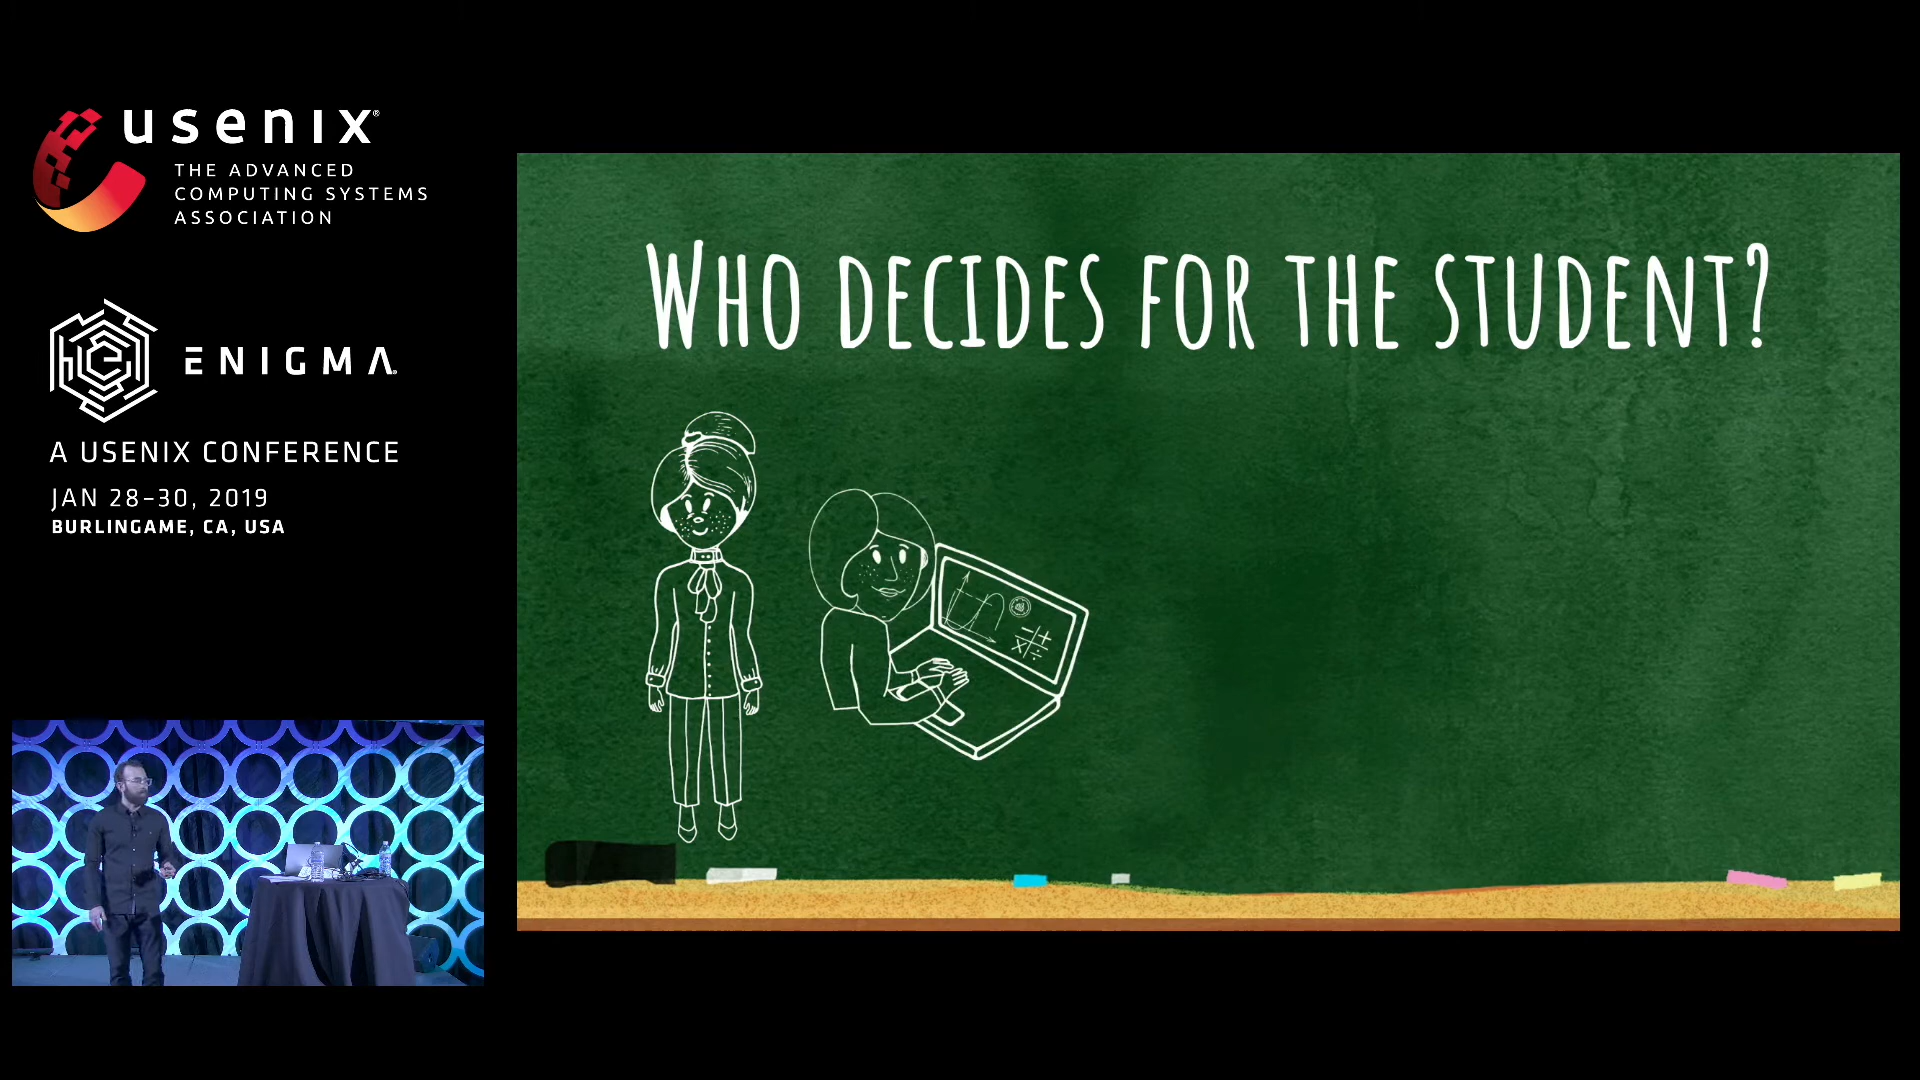 usenix®
THE ADVANCED
COMPUTING SYSTEMS
ASSOCIATION
ENIGMA®
A USENIX CONFERENCE
JAN 28-30, 2019
BURLINGAME, CA, USA
WHO DECIDES FOR THE STUDENT?